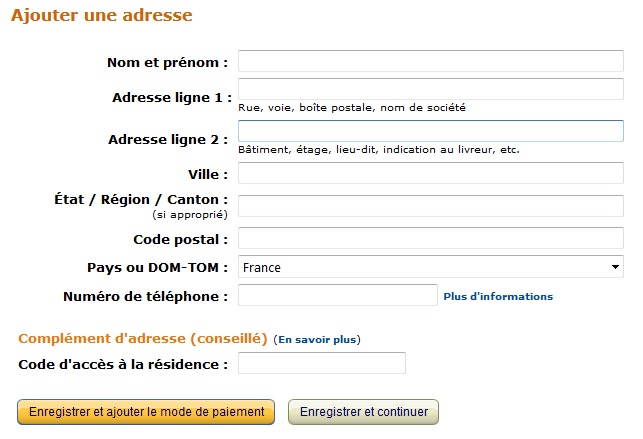 Ajouter une adresse
Nom et prénom :
Adresse ligne 1 :
Rue, voie, boîte postale, nom de société
Adresse ligne 2 :
Bâtiment, étage, lieu-dit, indication au livreur, etc.
Ville :
État / Région / Canton :
(si approprié)
Code postal :
Pays ou DOM-TOM : France
Numéro de téléphone : Plus d'informations
Complément d'adresse (conseillé) (En savoir plus)
Code d'accès à la résidence :
Enregistrer et ajouter le mode de paiement Enregistrer et continuer